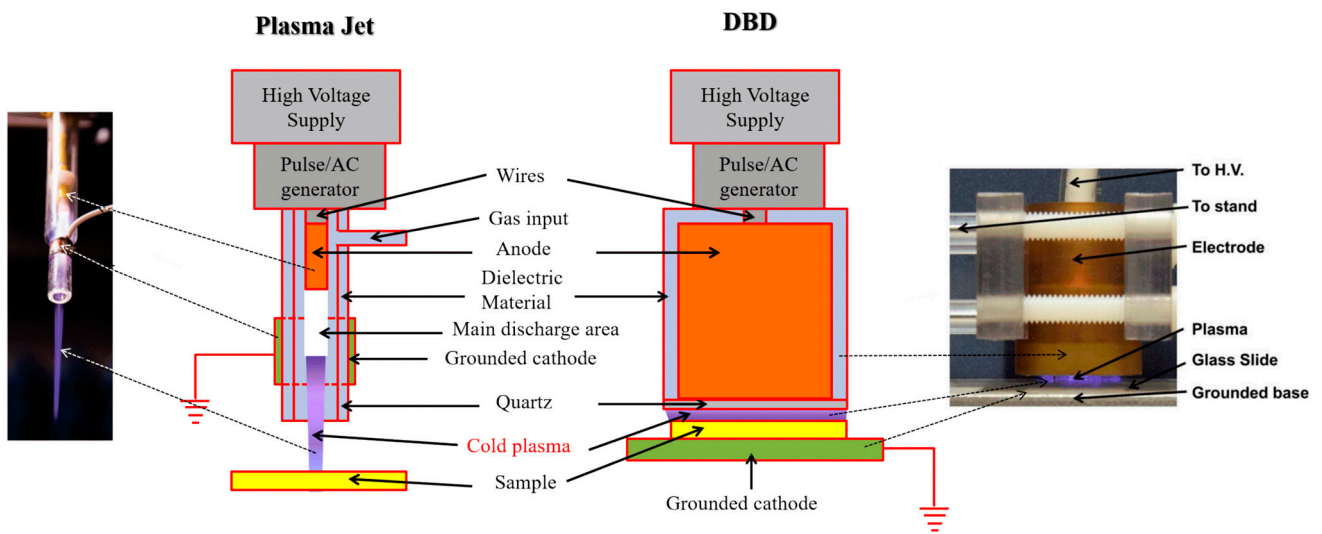 Plasma Jet
DBD
High Voltage
Supply
High Voltage
Supply
Pulse/AC
generator
Pulse/AC
generator
Wires
Gas input
Anode
Dielectric
Material
Main discharge area
Grounded cathode
Quartz
Cold plasma
Sample
Grounded cathode
To H.V.
To stand
Electrode
Plasma
Glass Slide
Grounded base